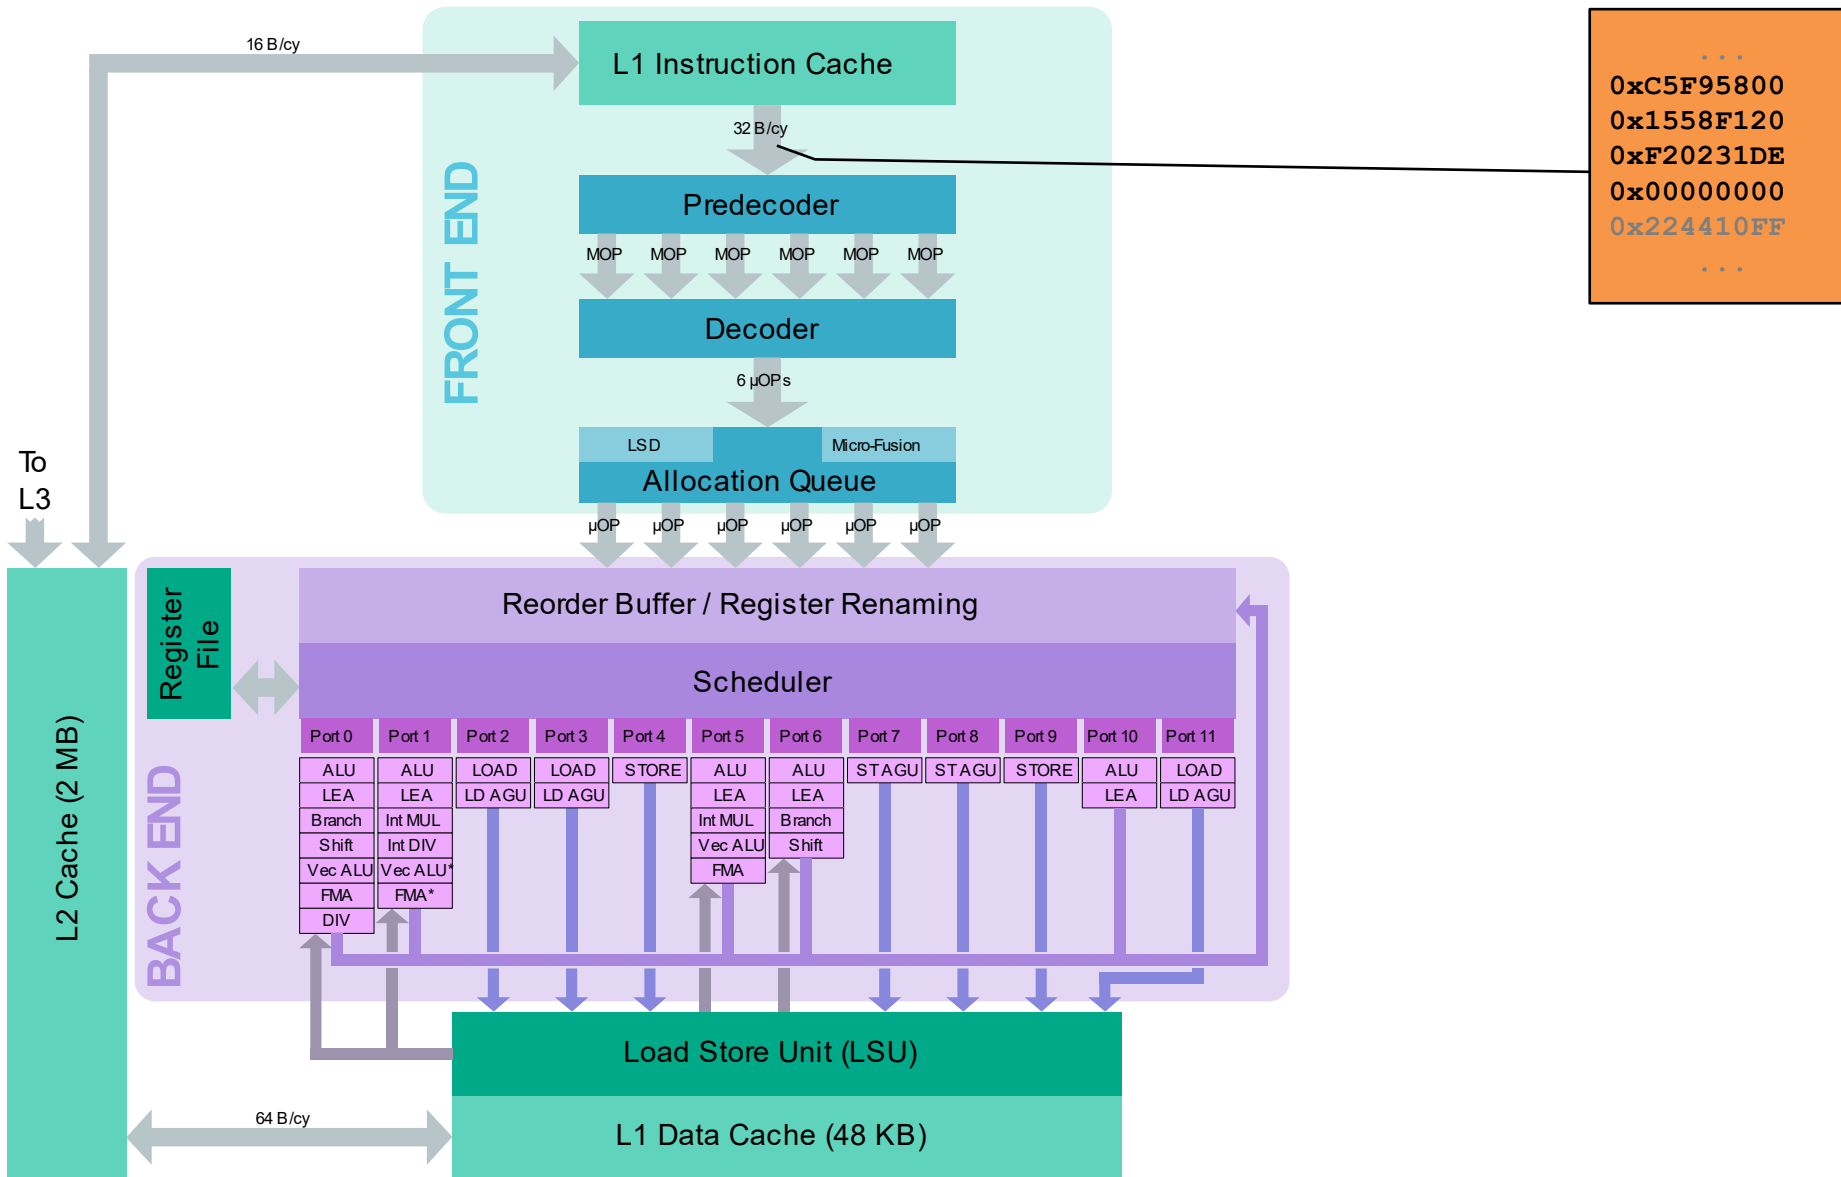 16 B/cy
L1 Instruction Cache
32 B/cy
. . .
0xC5F95800
0x1558F120
0xF20231DE
0x00000000
0x224410FF
. . .
FRONT END
Predecoder
MOP MOP MOP MOP MOP MOP
Decoder
6 µOPs
LSD Micro-Fusion
Allocation Queue
µOP µOP µOP µOP µOP µOP
To
L3
L2 Cache (2 MB)
BACK END
Register
File
Reorder Buffer / Register Renaming
Scheduler
Port 0 Port 1 Port 2 Port 3 Port 4 Port 5 Port 6 Port 7 Port 8 Port 9 Port 10 Port 11
ALU ALU LOAD LOAD STORE ALU ALU ST AGU ST AGU STORE ALU LOAD
LEA LEA LD AGU LD AGU LEA LEA LEA LD AGU
Branch Int MUL Int MUL Branch
Shift Int DIV Vec ALU Shift
Vec ALU Vec ALU* FMA
FMA FMA*
DIV
Load Store Unit (LSU)
64 B/cy
L1 Data Cache (48 KB)